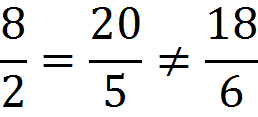 8/2 = 20/5 ≠ 18/6